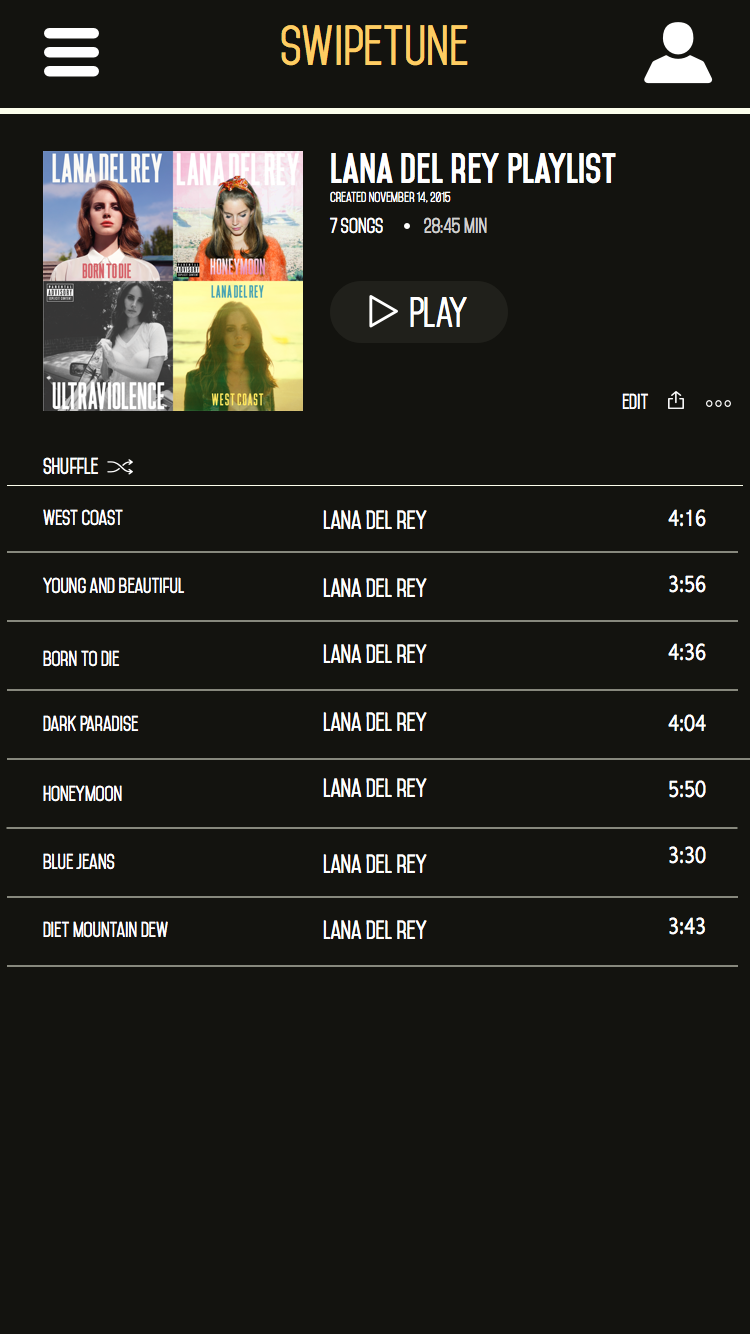 SWIPETUNE
LANA DEL REY LANA DEL REY
BORN TO DIE HONEYMOON
PARENTAL
ADVISORY
EXPLICIT CONTENT
LANA DEL REY
ULTRAVIOLENCE WEST COAST
LANA DEL REY PLAYLIST
CREATED NOVEMBER 14, 2015
7 SONGS • 28:45 MIN
PLAY
EDIT
SHUFFLE
WEST COAST LANA DEL REY 4:16
YOUNG AND BEAUTIFUL LANA DEL REY 3:56
BORN TO DIE LANA DEL REY 4:36
DARK PARADISE LANA DEL REY 4:04
HONEYMOON LANA DEL REY 5:50
BLUE JEANS LANA DEL REY 3:30
DIET MOUNTAIN DEW LANA DEL REY 3:43